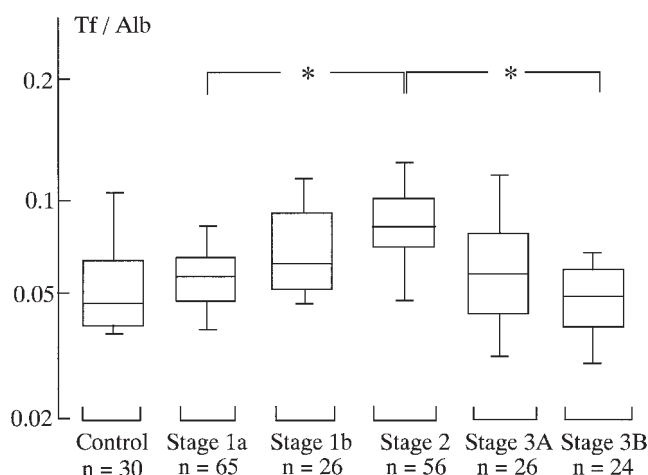 Tf / Alb
0.2
* *
0.1
0.05
0.02
Control Stage 1a Stage 1b Stage 2 Stage 3A Stage 3B
n = 30 n = 65 n = 26 n = 56 n = 26 n = 24